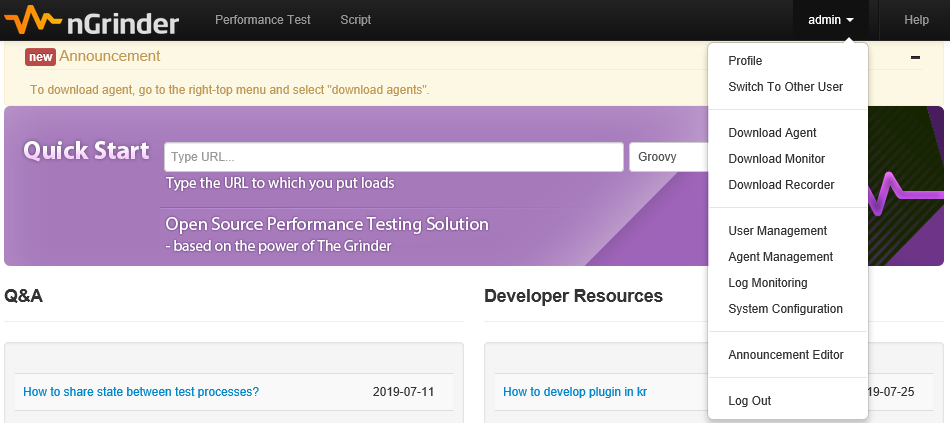 nGrinder
Performance Test
Script
admin
Help
new Announcement
To download agent, go to the right-top menu and select "download agents".
Profile
Switch To Other User
Download Agent
Download Monitor
Download Recorder
User Management
Agent Management
Log Monitoring
System Configuration
Announcement Editor
Log Out
Quick Start
Type URL...
Groovy
Type the URL to which you put loads
Open Source Performance Testing Solution
- based on the power of The Grinder
Q&A
Developer Resources
How to share state between test processes?
2019-07-11
How to develop plugin in kr
19-07-25